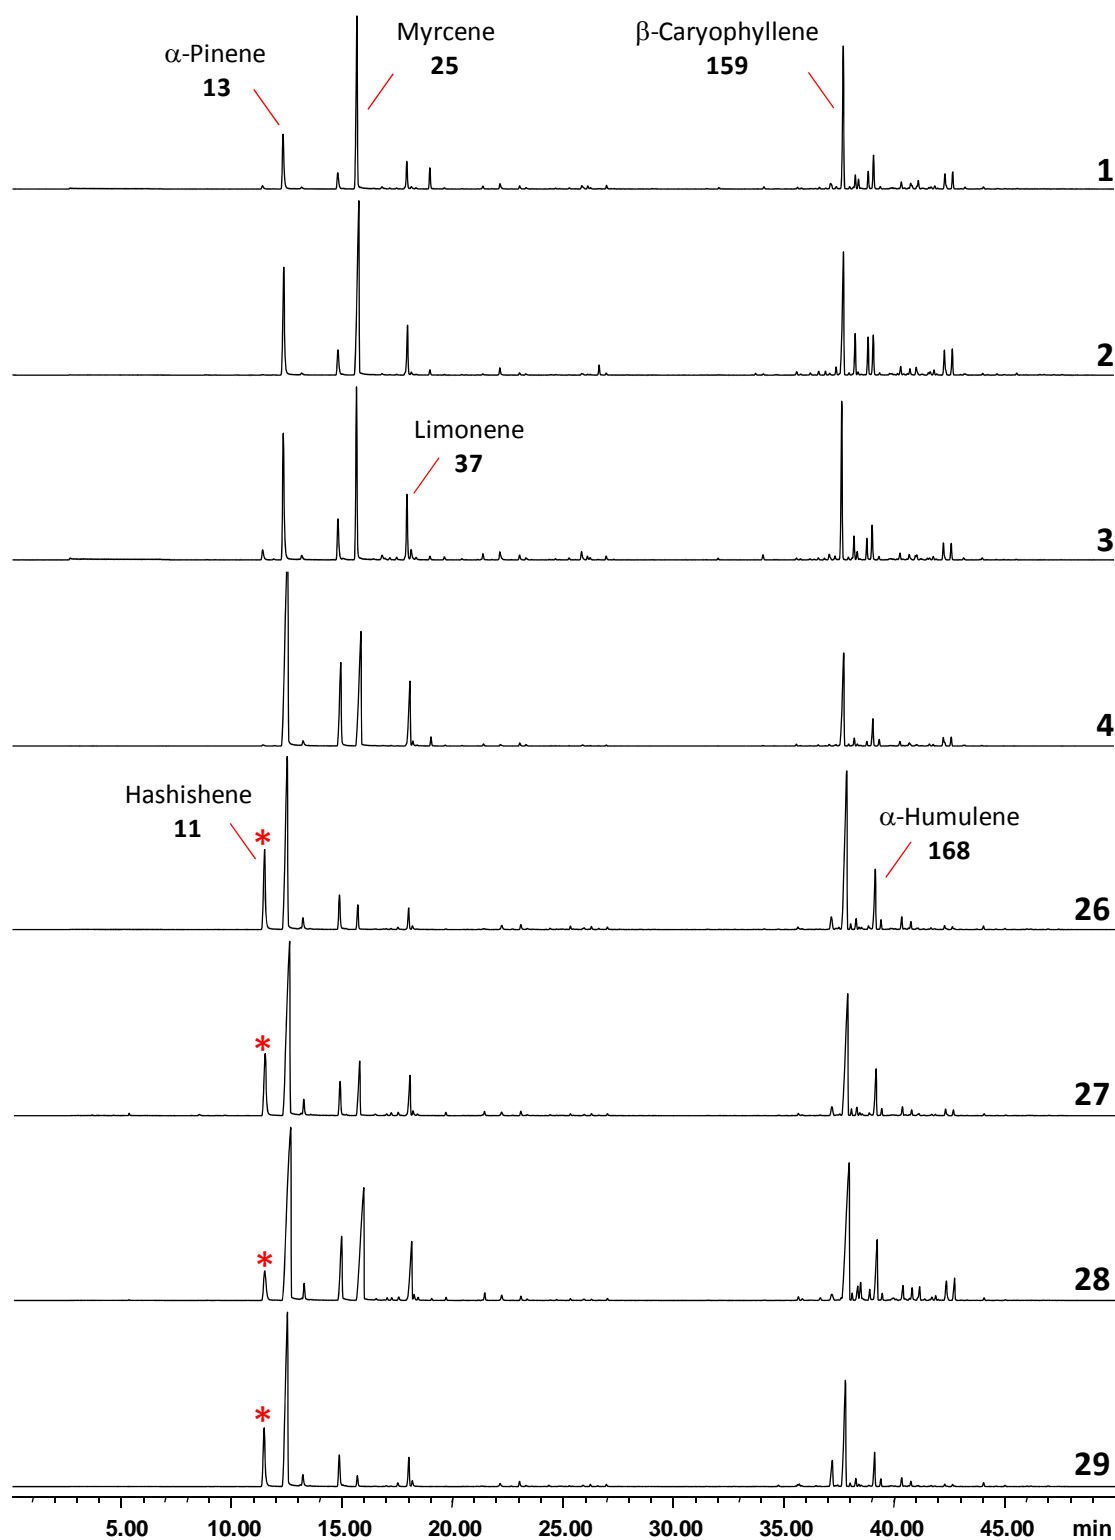 α-Pinene
13
Myrcene
25
β-Caryophyllene
159
1
2
Limonene
37
3
4
Hashishene
11
*
α-Humulene
168
26
*
27
*
28
*
29
5.00 10.00 15.00 20.00 25.00 30.00 35.00 40.00 45.00 min